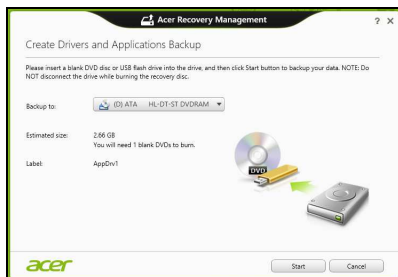 Acer Recovery Management
? ×
Create Drivers and Applications Backup
Please insert a blank DVD disc or USB flash drive into the drive, and then click Start button to backup your data. NOTE: Do
NOT disconnect the drive while burning the recovery disc.
Backup to: (D) ATA HL-DT-ST DVDRAM
Estimated size: 2.66 GB
You will need 1 blank DVDs to burn.
Label: AppDrv1
DVD
acer Start Cancel